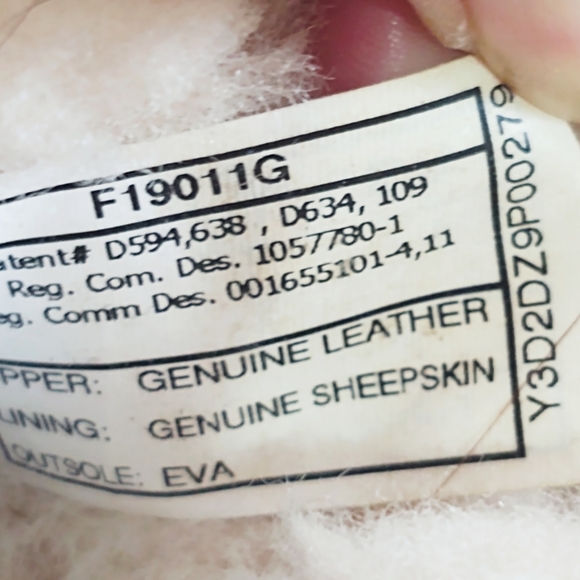 F19011G
atent# D594,638 , D634, 109
Reg. Com. Des. 1057780-1
eg. Comm Des. 001655101-4,11
PPER: GENUINE LEATHER
LINING: GENUINE SHEEPSKIN
OUTSOLE: EVA
Y3D2DZ9P00279